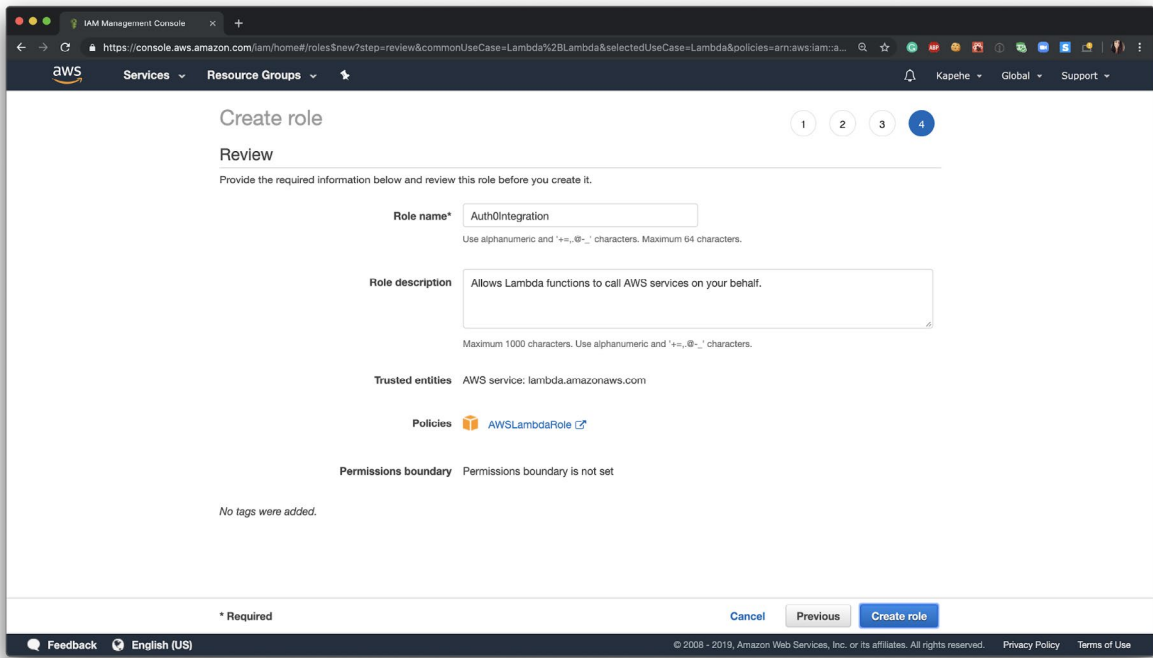 IAM Management Console
https://console.aws.amazon.com/iam/home#/roles$new?step=review&commonUseCase=Lambda%2BLambda&selectedUseCase=Lambda&policies=arn:aws:iam::a...
aws Services Resource Groups Kapehe Global Support
Create role 1 2 3 4
Review
Provide the required information below and review this role before you create it.
Role name* Auth0Integration
Use alphanumeric and '+=,.@-_' characters. Maximum 64 characters.
Role description Allows Lambda functions to call AWS services on your behalf.
Maximum 1000 characters. Use alphanumeric and '+=,.@-_' characters.
Trusted entities AWS service: lambda.amazonaws.com
Policies AWSLambdaRole
Permissions boundary Permissions boundary is not set
No tags were added.
* Required Cancel Previous Create role
Feedback English (US) © 2008 - 2019, Amazon Web Services, Inc. or its affiliates. All rights reserved. Privacy Policy Terms of Use